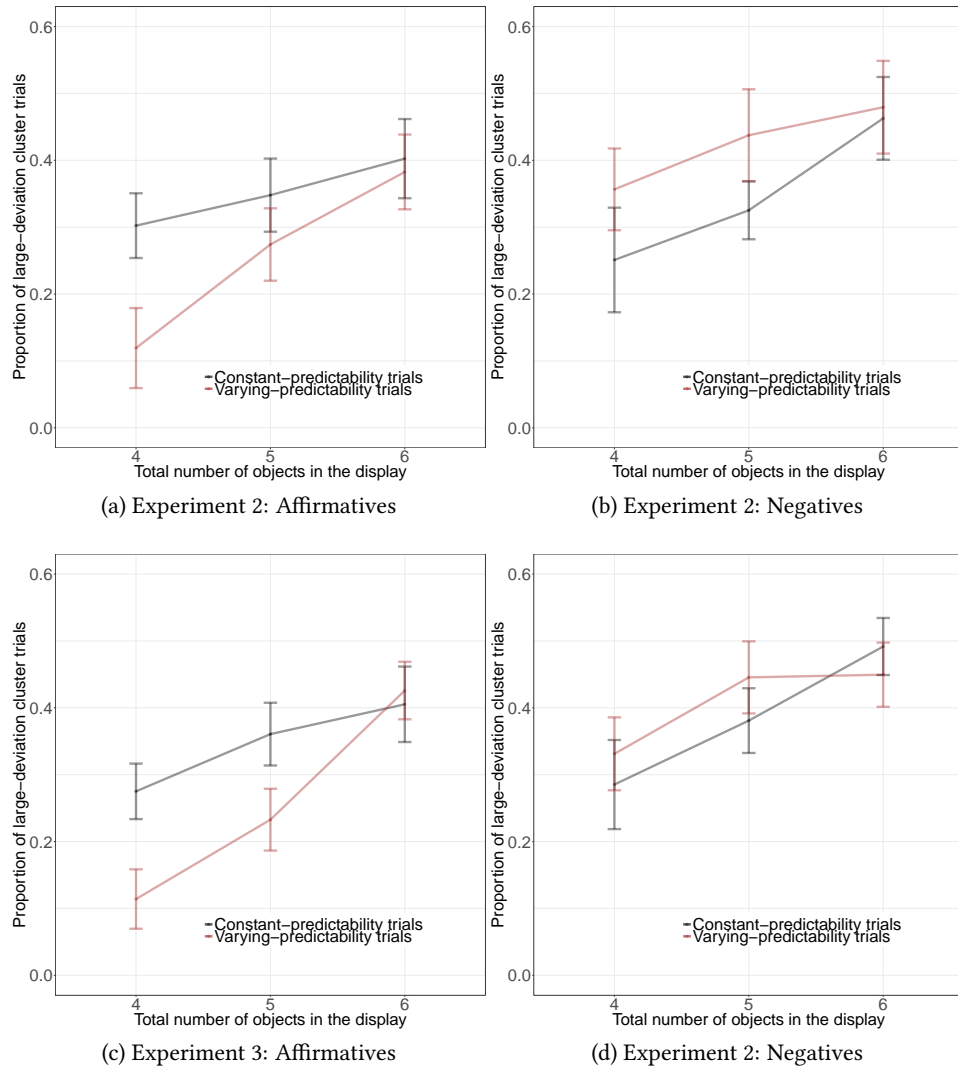 Proportion of large−deviation cluster trials
0.6
0.4
0.2
0.0
Constant−predictability trials
Varying−predictability trials
4 5 6
Total number of objects in the display
(a) Experiment 2: Affirmatives
Proportion of large−deviation cluster trials
0.6
0.4
0.2
0.0
Constant−predictability trials
Varying−predictability trials
4 5 6
Total number of objects in the display
(b) Experiment 2: Negatives
Proportion of large−deviation cluster trials
0.6
0.4
0.2
0.0
Constant−predictability trials
Varying−predictability trials
4 5 6
Total number of objects in the display
(c) Experiment 3: Affirmatives
Proportion of large−deviation cluster trials
0.6
0.4
0.2
0.0
Constant−predictability trials
Varying−predictability trials
4 5 6
Total number of objects in the display
(d) Experiment 2: Negatives